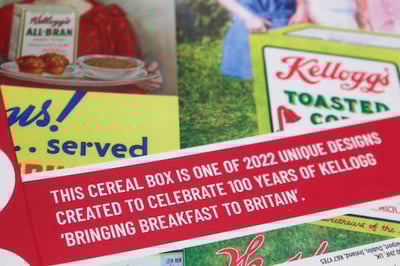 Kellogg's
ALL-BRAN
Kellogg's
TOASTED
us!
... served
THIS CEREAL BOX IS ONE OF 2022 UNIQUE DESIGNS
CREATED TO CELEBRATE 100 YEARS OF KELLOGG
'BRINGING BREAKFAST TO BRITAIN'.